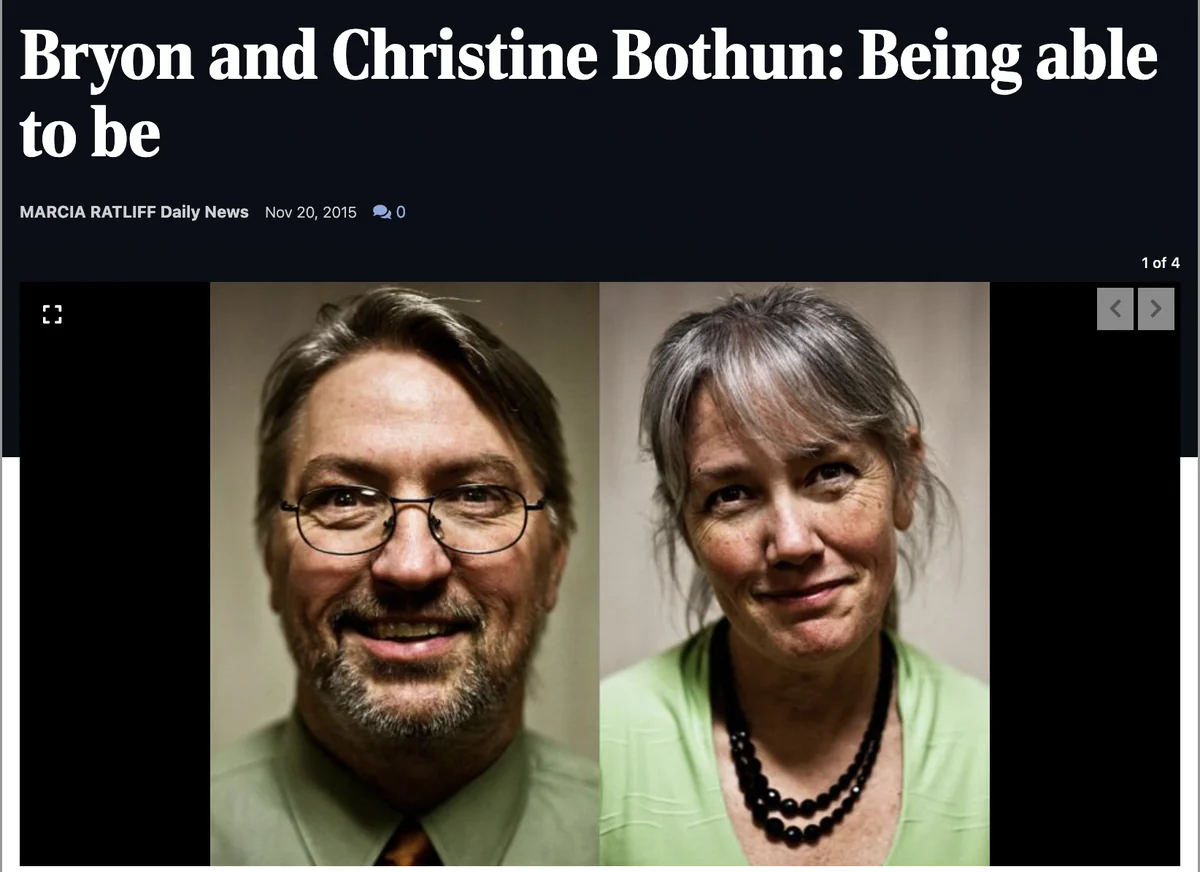 Bryon and Christine Bothun: Being able
to be
MARCIA RATLIFF Daily News Nov 20, 2015 0
1 of 4